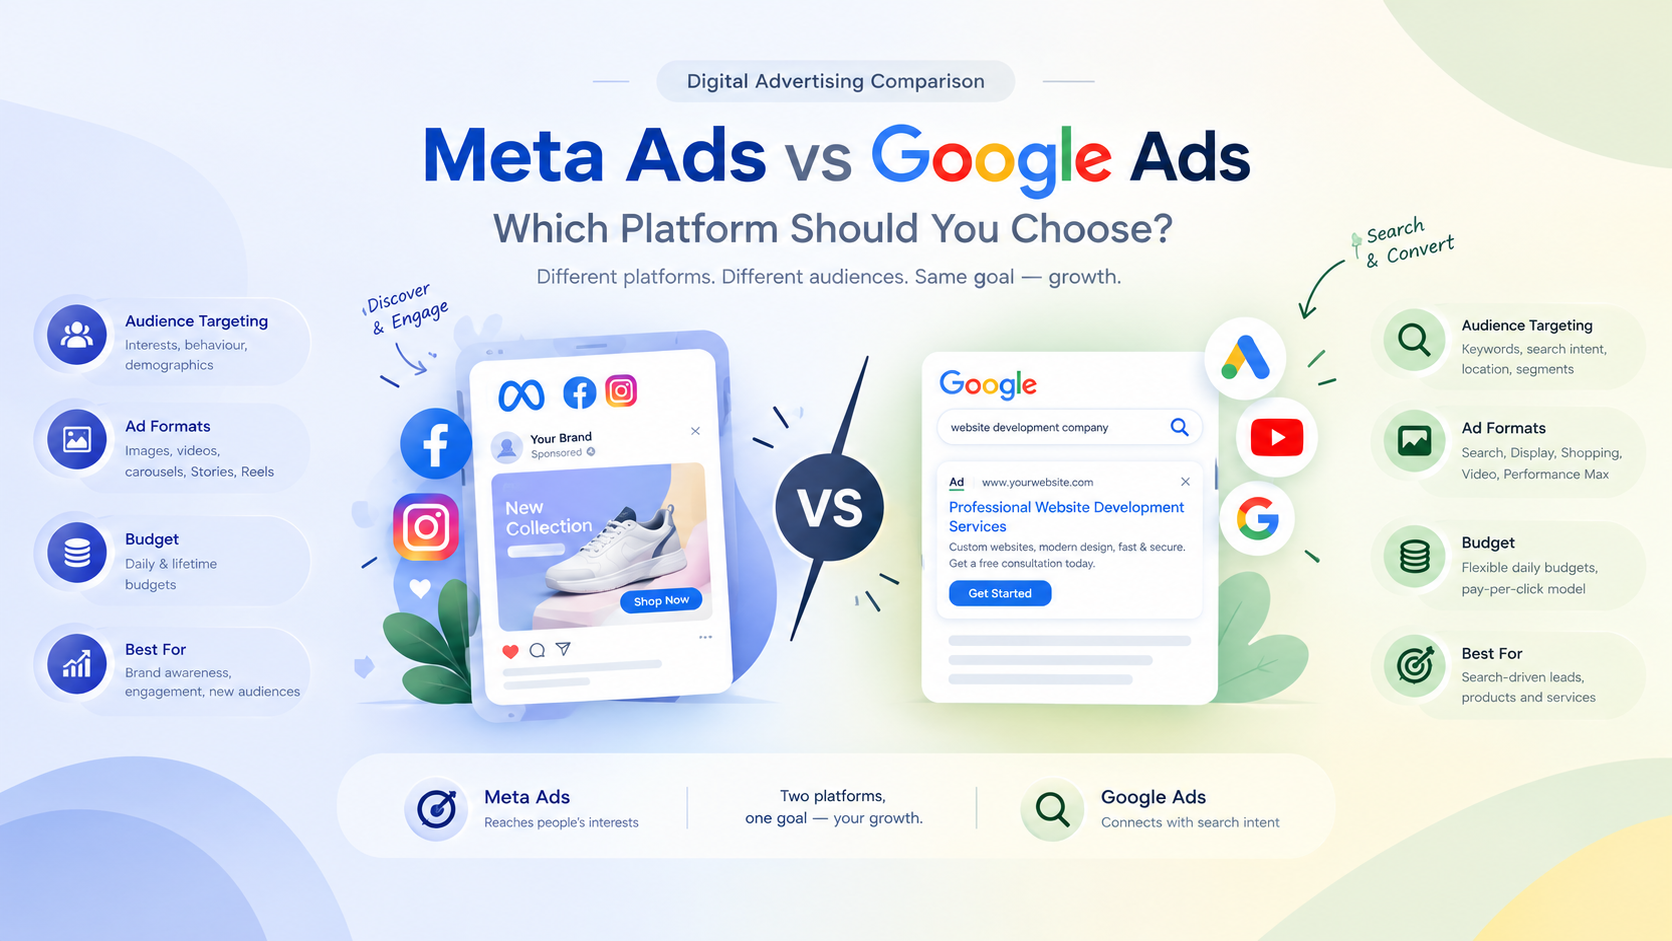 Digital Advertising Comparison
Meta Ads vs Google Ads
Which Platform Should You Choose?
Different platforms. Different audiences. Same goal — growth.
Discover
& Engage
Search
& Convert
Audience Targeting
Interests, behaviour,
demographics
Ad Formats
Images, videos,
carousels, Stories, Reels
Budget
Daily & lifetime
budgets
Best For
Brand awareness,
engagement, new audiences
Your Brand
Sponsored
New
Collection
Shop Now
VS
Google
website development company
Ad www.yourwebsite.com
Professional Website Development
Services
Custom websites, modern design, fast & secure.
Get a free consultation today.
Get Started
Audience Targeting
Keywords, search intent,
location, segments
Ad Formats
Search, Display, Shopping,
Video, Performance Max
Budget
Flexible daily budgets,
pay-per-click model
Best For
Search-driven leads,
products and services
Meta Ads
Reaches people's interests
Two platforms,
one goal — your growth.
Google Ads
Connects with search intent